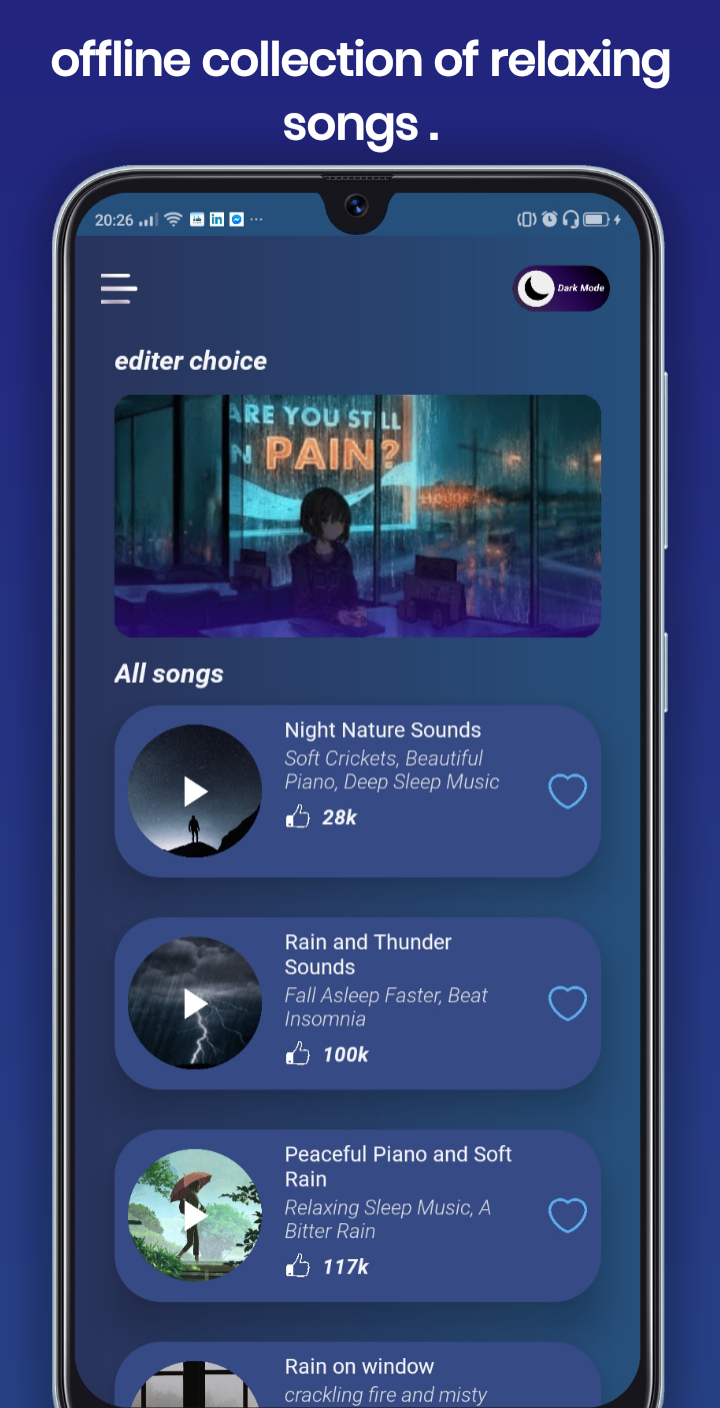 offline collection of relaxing
songs .
20:26
in
Dark Mode
editer choice
ARE YOU STILL
N PAIN?
LIQUOR
All songs
Night Nature Sounds
Soft Crickets, Beautiful
Piano, Deep Sleep Music
28k
Rain and Thunder
Sounds
Fall Asleep Faster, Beat
Insomnia
100k
Peaceful Piano and Soft
Rain
Relaxing Sleep Music, A
Bitter Rain
117k
Rain on window
crackling fire and misty